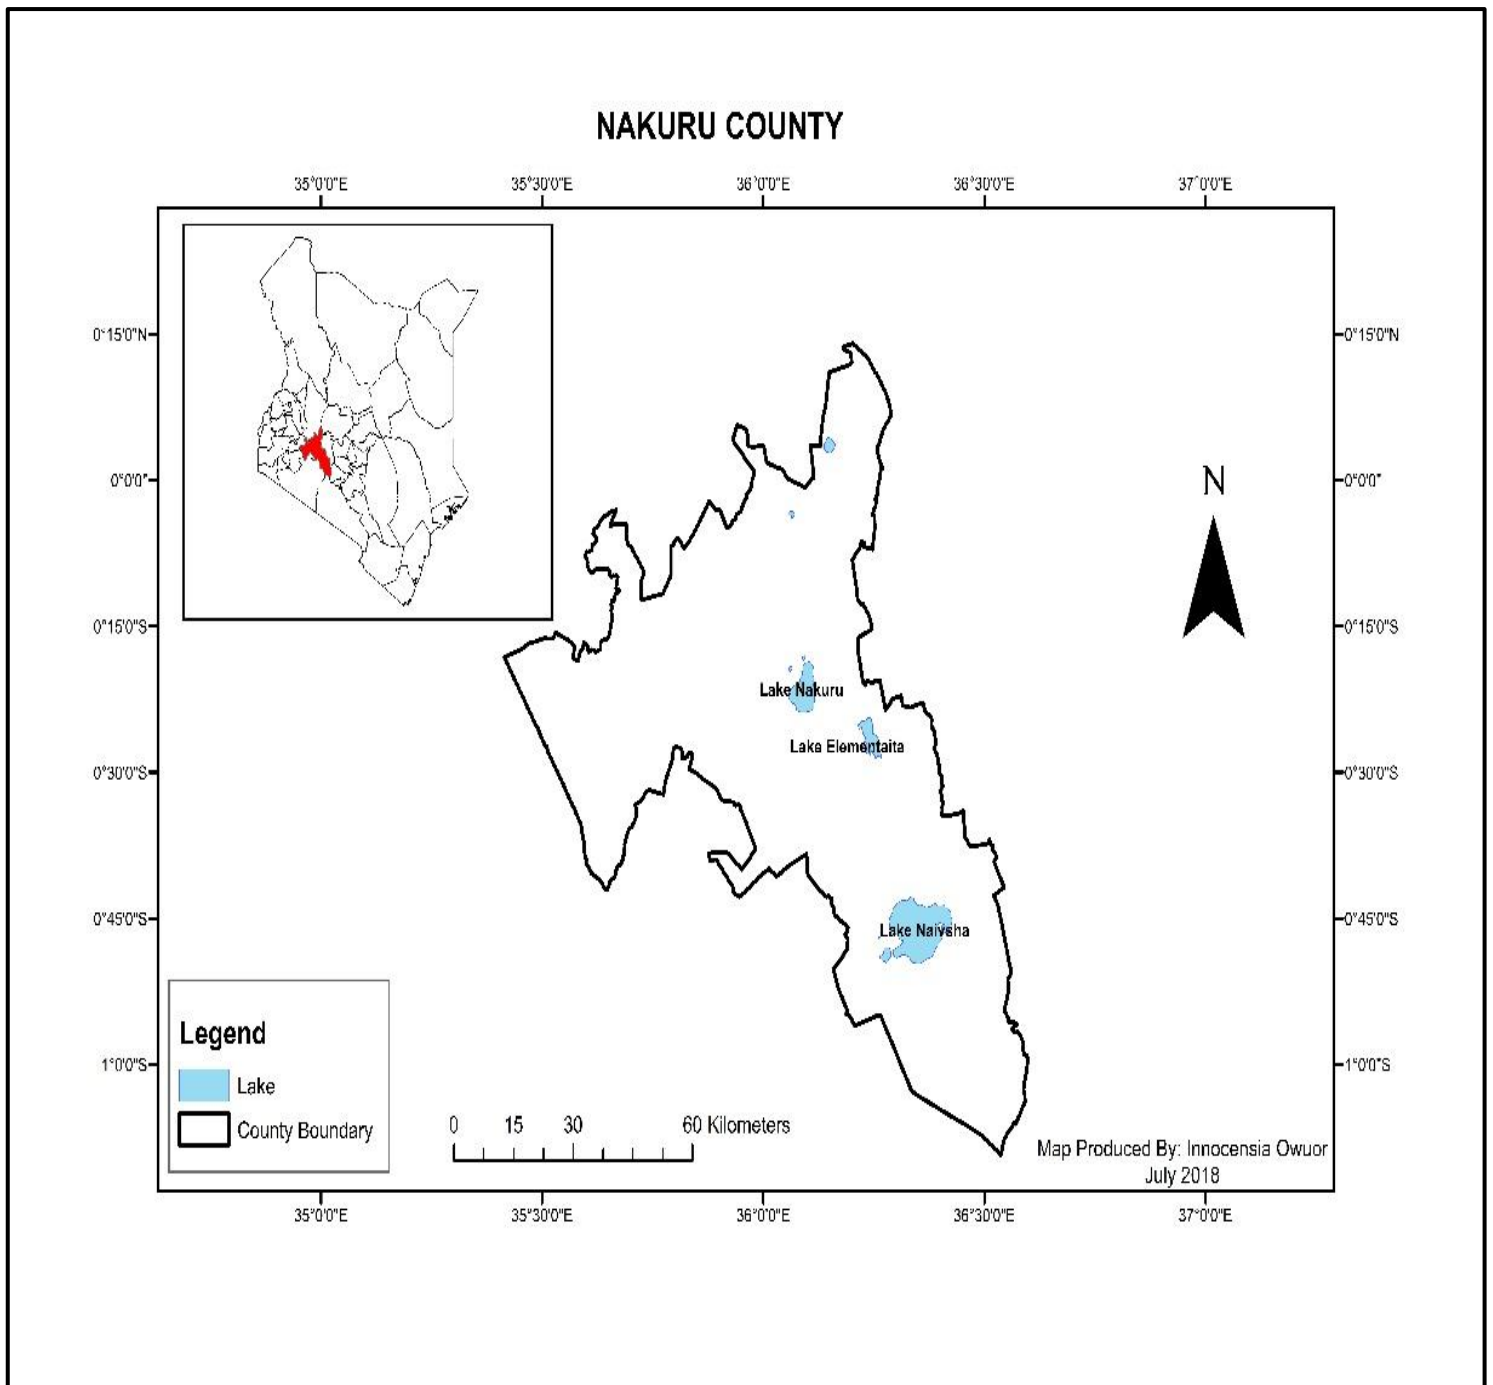 NAKURU COUNTY
35°0'0"E 35°30'0"E 36°0'0"E 36°30'0"E 37°0'0"E
0°15'0"N 0°15'0"N
0°0'0" 0°0'0"
N
0°15'0"S 0°15'0"S
Lake Nakuru
Lake Elementaita
0°30'0"S 0°30'0"S
0°45'0"S 0°45'0"S
Lake Naivsha
Legend
Lake
County Boundary
1°0'0"S 1°0'0"S
0 15 30 60 Kilometers
Map Produced By: Innocensia Owuor
July 2018
35°0'0"E 35°30'0"E 36°0'0"E 36°30'0"E 37°0'0"E